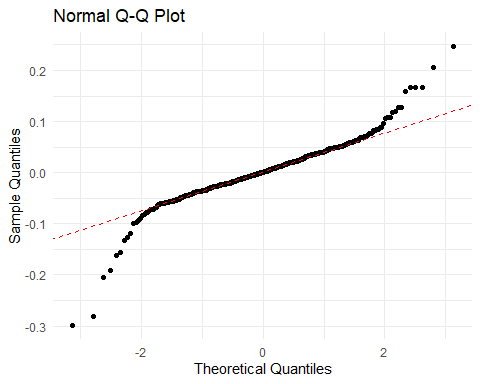 Normal Q-Q Plot
0.2
0.1
0.0
-0.1
-0.2
-0.3
Sample Quantiles
-2 0 2
Theoretical Quantiles